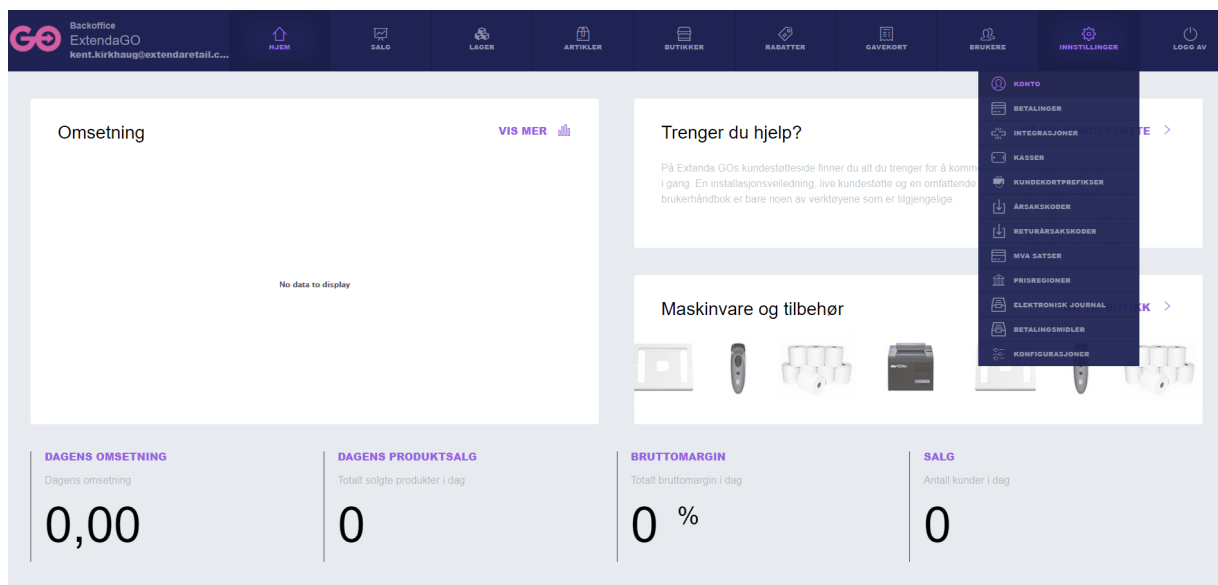 GO
Backoffice
ExtendaGO
kent.kirkhaug@extendaretail.c...
HJEM
SALG
LAGER
ARTIKLER
BUTIKKER
RABATTER
GAVEKORT
BRUKERE
INNSTILLINGER
LOGG AV
KONTO
BETALINGER
INTEGRASJONER
KASSER
KUNDEKORTPREFIKSER
ÅRSAKSKODER
RETURÅRSAKSKODER
MVA SATSER
PRISREGIONER
ELEKTRONISK JOURNAL
BETALINGSMIDLER
KONFIGURASJONER
Omsetning
VIS MER
No data to display
Trenger du hjelp?
På Extanda GOs kundestøtteside finner du alt du trenger for å komm
i gang. En installasjonsveiledning, live kundestøtte og en omfattende
brukerhåndbok er bare noen av verktøyene som er tilgjengelige.
Maskinvare og tilbehør
DAGENS OMSETNING
Dagens omsetning
0,00
DAGENS PRODUKTSALG
Totalt solgte produkter i dag
0
BRUTTOMARGIN
Totalt bruttomargin i dag
0 %
SALG
Antall kunder i dag
0